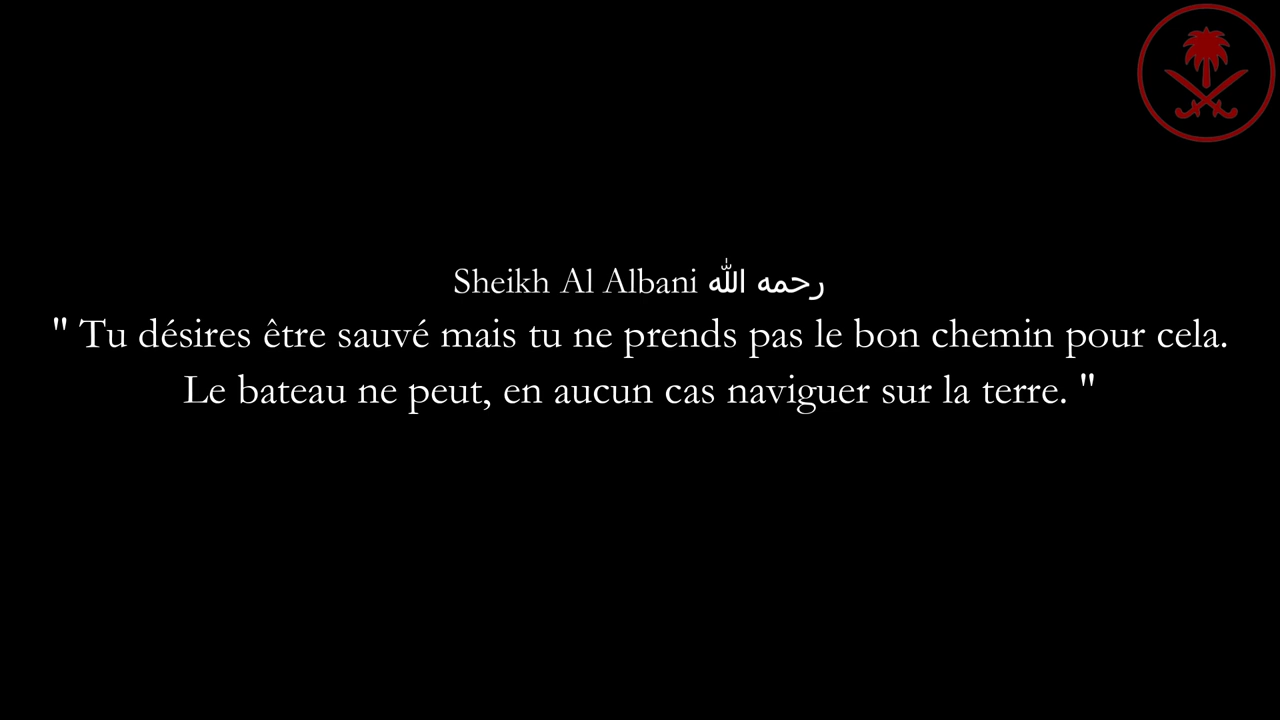 Sheikh Al Albani رحمه الله
" Tu désires être sauvé mais tu ne prends pas le bon chemin pour cela.
Le bateau ne peut, en aucun cas naviguer sur la terre. "